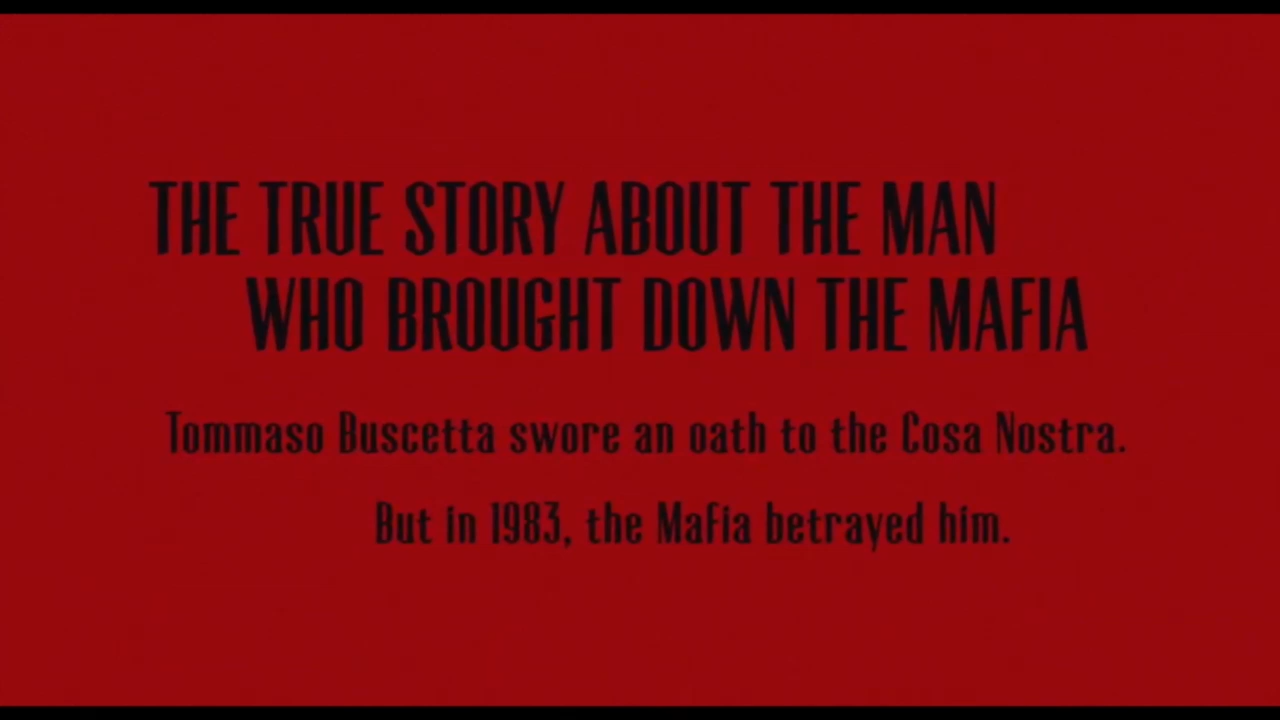 THE TRUE STORY ABOUT THE MAN
WHO BROUGHT DOWN THE MAFIA
Tommaso Buscetta swore an oath to the Cosa Nostra.
But in 1983, the Mafia betrayed him.